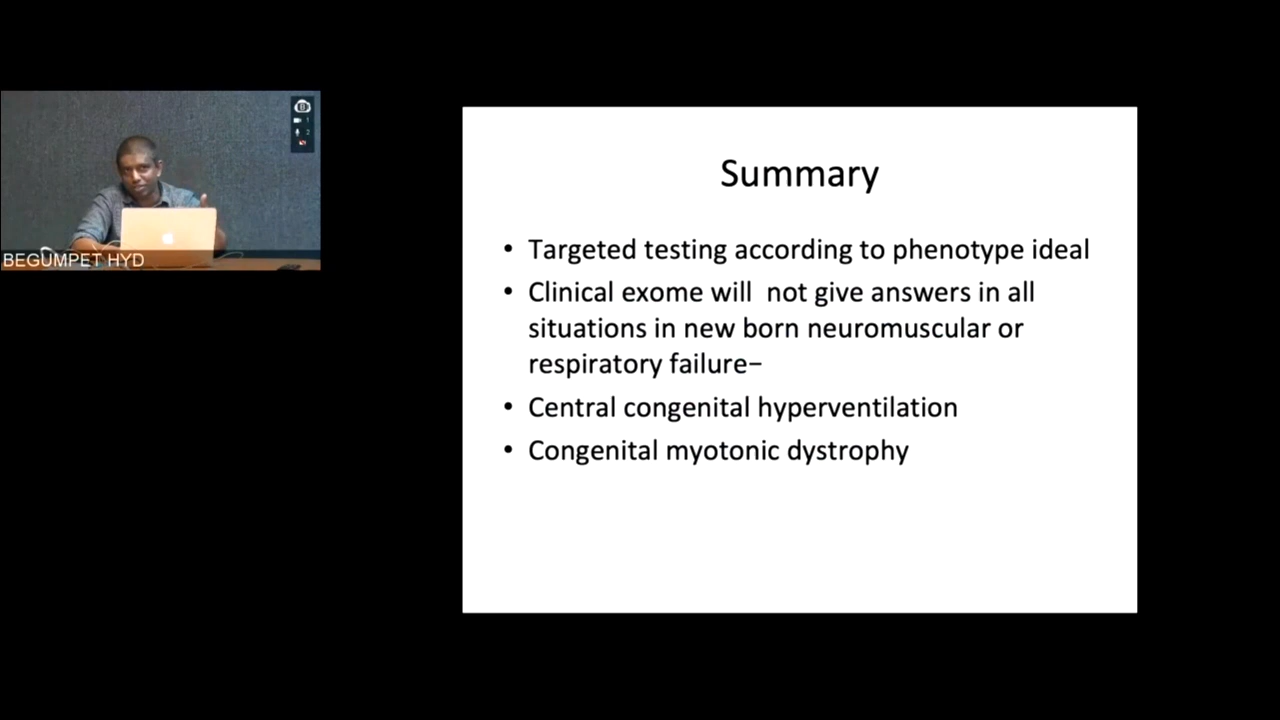 BEGUMPET HYD
Summary
• Targeted testing according to phenotype ideal
• Clinical exome will  not give answers in all
situations in new born neuromuscular or
respiratory failure−
• Central congenital hyperventilation
• Congenital myotonic dystrophy